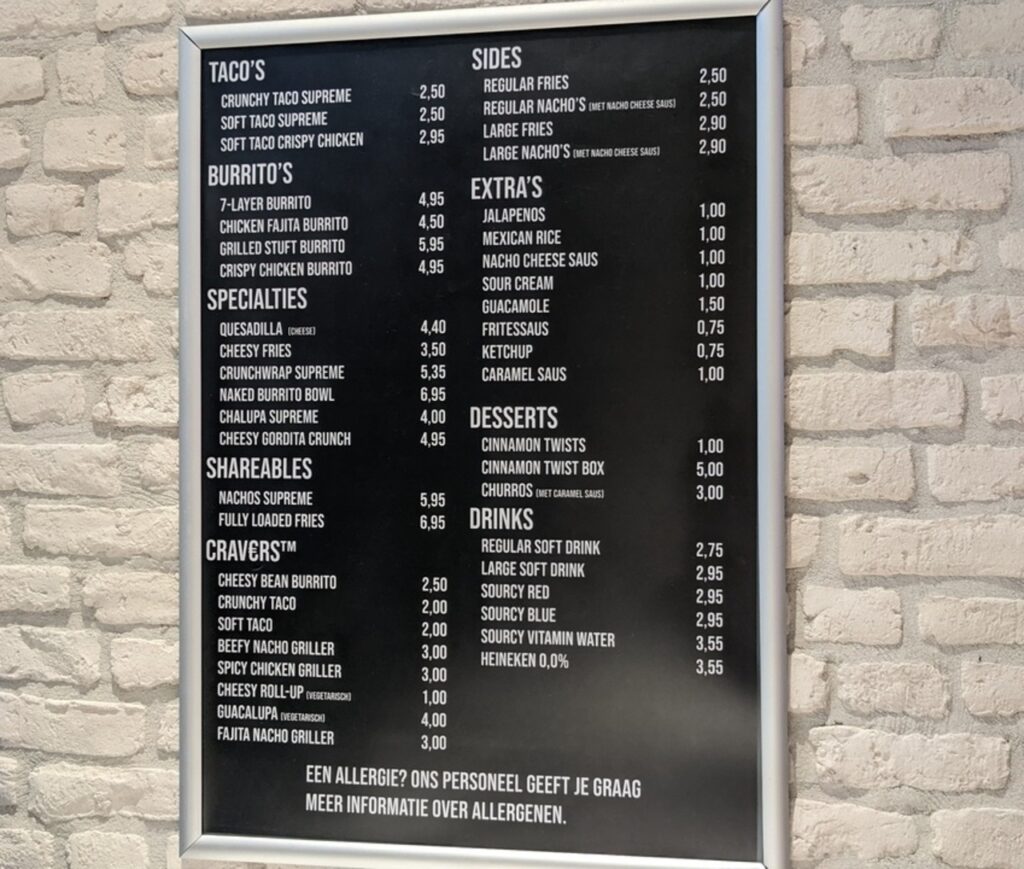 TACO'S
CRUNCHY TACO SUPREME 2,50
SOFT TACO SUPREME 2,50
SOFT TACO CRISPY CHICKEN 2,95
BURRITO'S
7-LAYER BURRITO 4,95
CHICKEN FAJITA BURRITO 4,50
GRILLED STUFT BURRITO 5,95
CRISPY CHICKEN BURRITO 4,95
SPECIALTIES
QUESADILLA (CHEESE) 4,40
CHEESY FRIES 3,50
CRUNCHWRAP SUPREME 5,35
NAKED BURRITO BOWL 6,95
CHALUPA SUPREME 4,00
CHEESY GORDITA CRUNCH 4,95
SHAREABLES
NACHOS SUPREME 5,95
FULLY LOADED FRIES 6,95
CRAV€RS™
CHEESY BEAN BURRITO 2,50
CRUNCHY TACO 2,00
SOFT TACO 2,00
BEEFY NACHO GRILLER 3,00
SPICY CHICKEN GRILLER 3,00
CHEESY ROLL-UP (VEGETARISCH) 1,00
GUACALUPA (VEGETARISCH) 4,00
FAJITA NACHO GRILLER 3,00
SIDES
REGULAR FRIES 2,50
REGULAR NACHO'S (MET NACHO CHEESE SAUS) 2,50
LARGE FRIES 2,90
LARGE NACHO'S (MET NACHO CHEESE SAUS) 2,90
EXTRA'S
JALAPENOS 1,00
MEXICAN RICE 1,00
NACHO CHEESE SAUS 1,00
SOUR CREAM 1,00
GUACAMOLE 1,50
FRITESSAUS 0,75
KETCHUP 0,75
CARAMEL SAUS 1,00
DESSERTS
CINNAMON TWISTS 1,00
CINNAMON TWIST BOX 5,00
CHURROS (MET CARAMEL SAUS) 3,00
DRINKS
REGULAR SOFT DRINK 2,75
LARGE SOFT DRINK 2,95
SOURCY RED 2,95
SOURCY BLUE 2,95
SOURCY VITAMIN WATER 3,55
HEINEKEN 0,0% 3,55
EEN ALLERGIE? ONS PERSONEEL GEEFT JE GRAAG
MEER INFORMATIE OVER ALLERGENEN.